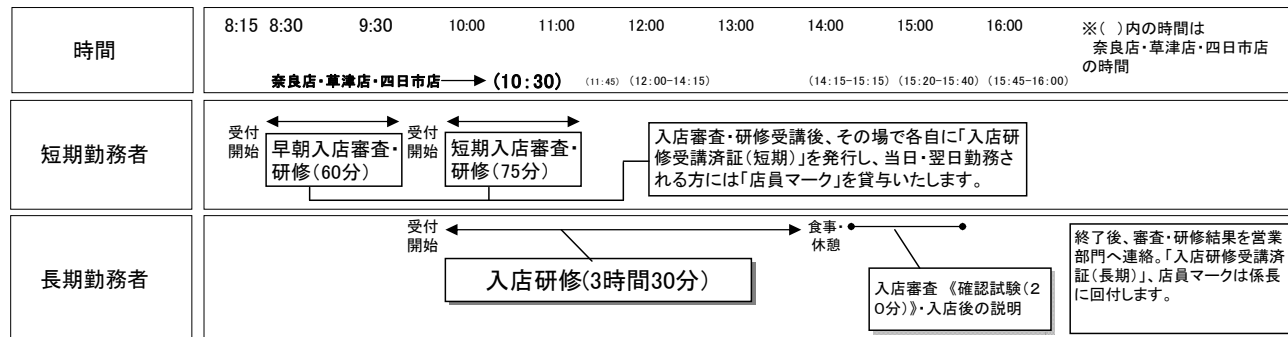 時間
8:15 8:30 9:30 10:00 11:00 12:00 13:00 14:00 15:00 16:00
奈良店・草津店・四日市店 (10:30) (11:45) (12:00-14:15) (14:15-15:15) (15:20-15:40) (15:45-16:00)
※( )内の時間は
奈良店・草津店・四日市店
の時間
短期勤務者
受付
開始
早朝入店審査・
研修(60分)
受付
開始
短期入店審査・
研修(75分)
入店審査・研修受講後、その場で各自に「入店研
修受講済証(短期)」を発行し、当日・翌日勤務さ
れる方には「店員マーク」を貸与いたします。
長期勤務者
受付
開始
入店研修(3時間30分)
食事・
休憩
入店審査 《確認試験(2
0分)》・入店後の説明
終了後、審査・研修結果を営業
部門へ連絡。「入店研修受講済
証(長期)」、店員マークは係長
に回付します。